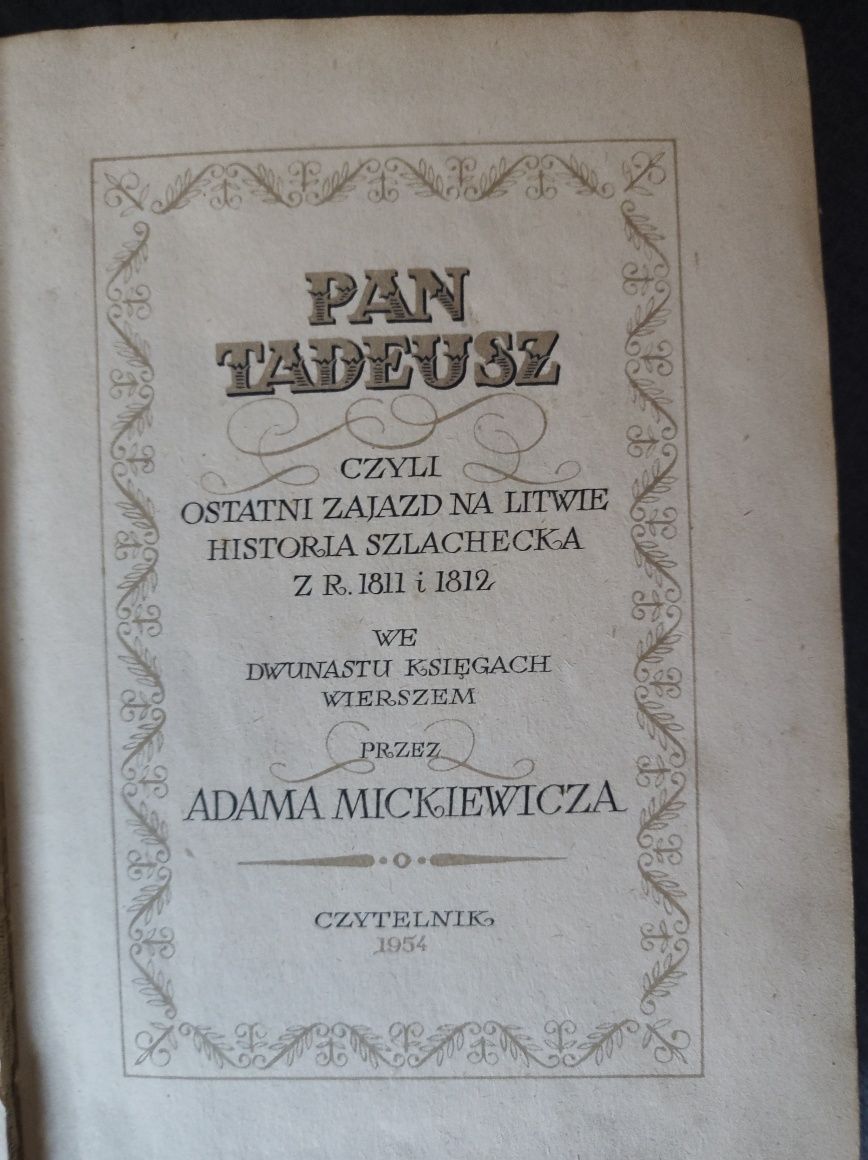 PAN
TADEUSZ
CZYLI
OSTATNI ZAJAZD NA LITWIE
HISTORIA SZLACHECKA
Z R. 1811 i 1812
WE
DWUNASTU KSIĘGACH
WIERSZEM
PRZEZ
ADAMA MICKIEWICZA
CZYTELNIK
1954